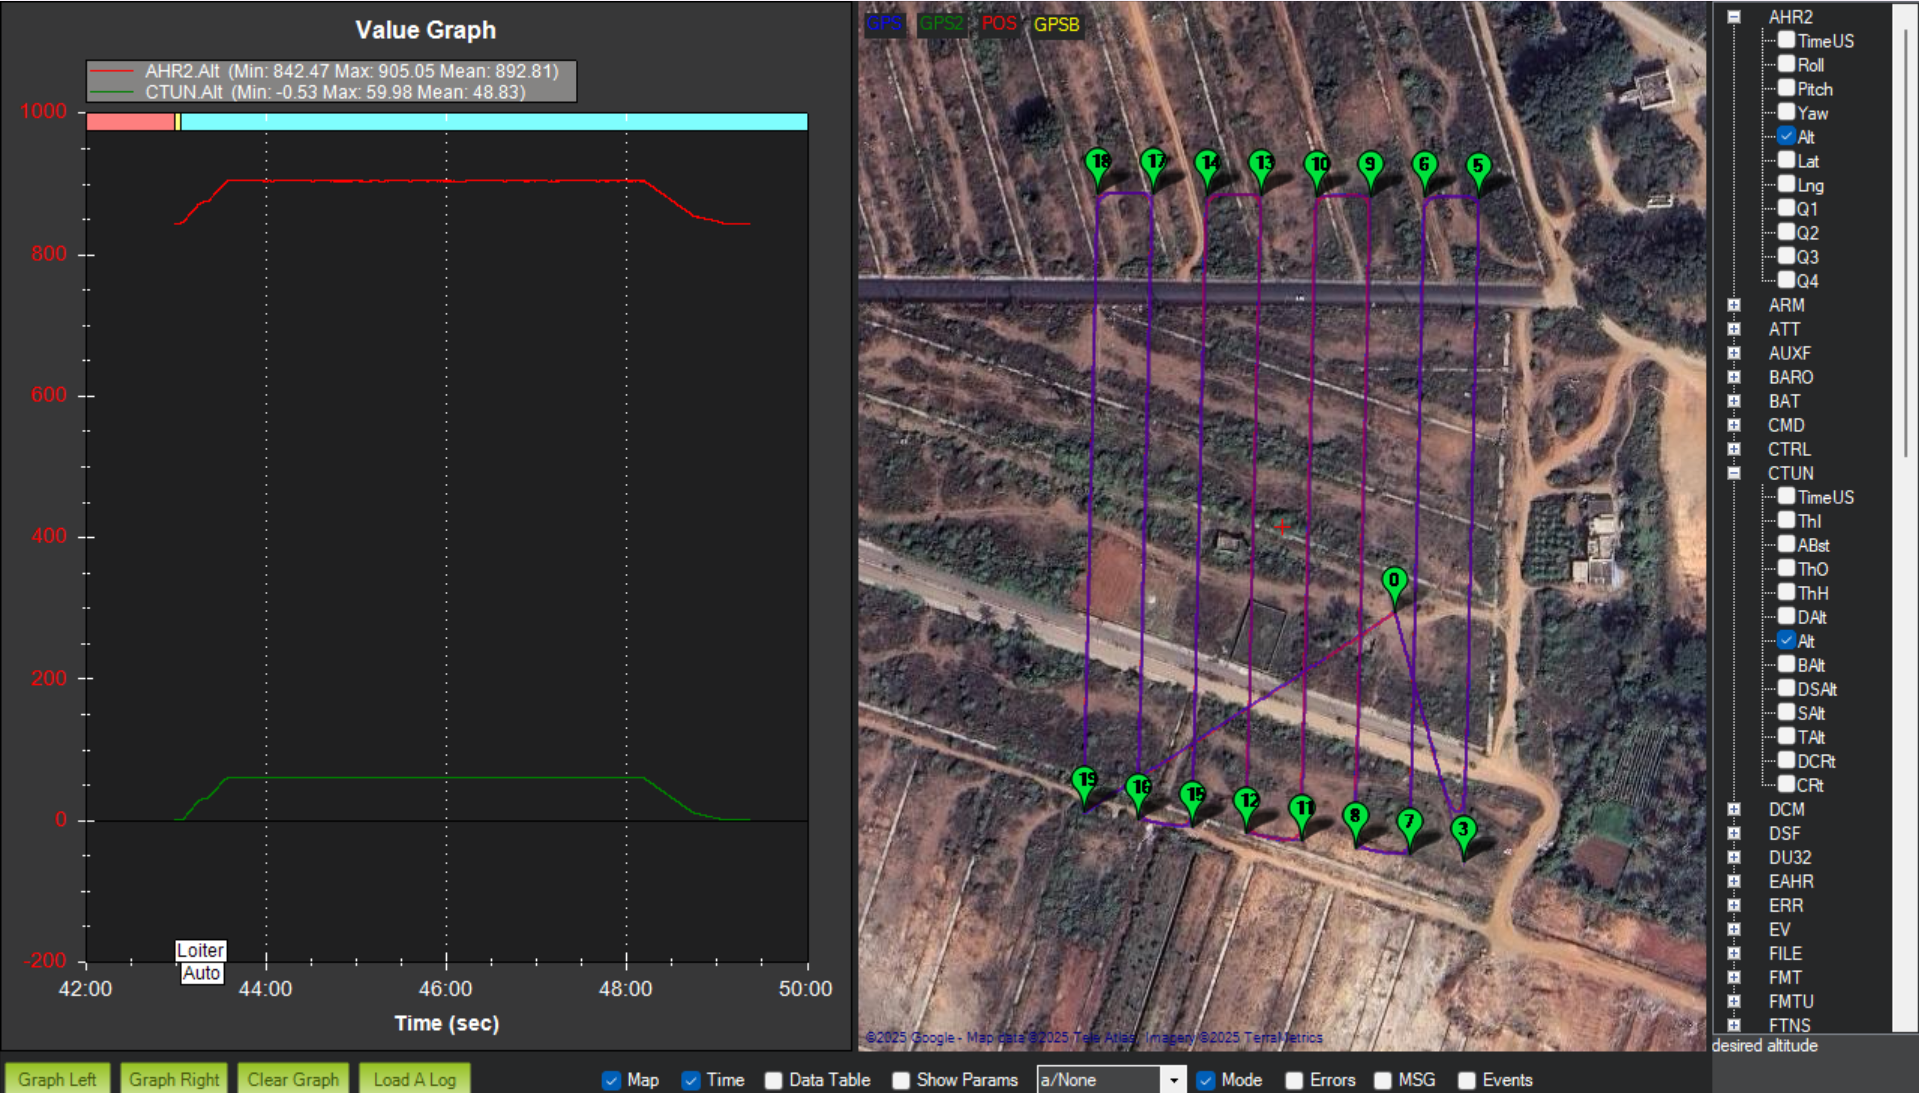 Value Graph
AHR2.Alt (Min: 842.47 Max: 905.05 Mean: 892.81)
CTUN.Alt (Min: -0.53 Max: 59.98 Mean: 48.83)
1000
800
600
400
200
0
-200
Loiter
Auto
42:00 44:00 46:00 48:00 50:00
Time (sec)
GPS GPS2 POS GPSB
18 17 14 13 10 9 6 5
0
19 16 15 12 11 8 7 3
©2025 Google - Map data ©2025 Tele Atlas, Imagery ©2025 TerraMetrics
AHR2
TimeUS
Roll
Pitch
Yaw
Alt
Lat
Lng
Q1
Q2
Q3
Q4
ARM
ATT
AUXF
BARO
BAT
CMD
CTRL
CTUN
TimeUS
ThI
ABst
ThO
ThH
DAlt
Alt
BAlt
DSAlt
SAlt
TAlt
DCRt
CRt
DCM
DSF
DU32
EAHR
ERR
EV
FILE
FMT
FMTU
FTNS
desired altitude
Graph Left Graph Right Clear Graph Load A Log Map Time Data Table Show Params a/None Mode Errors MSG Events